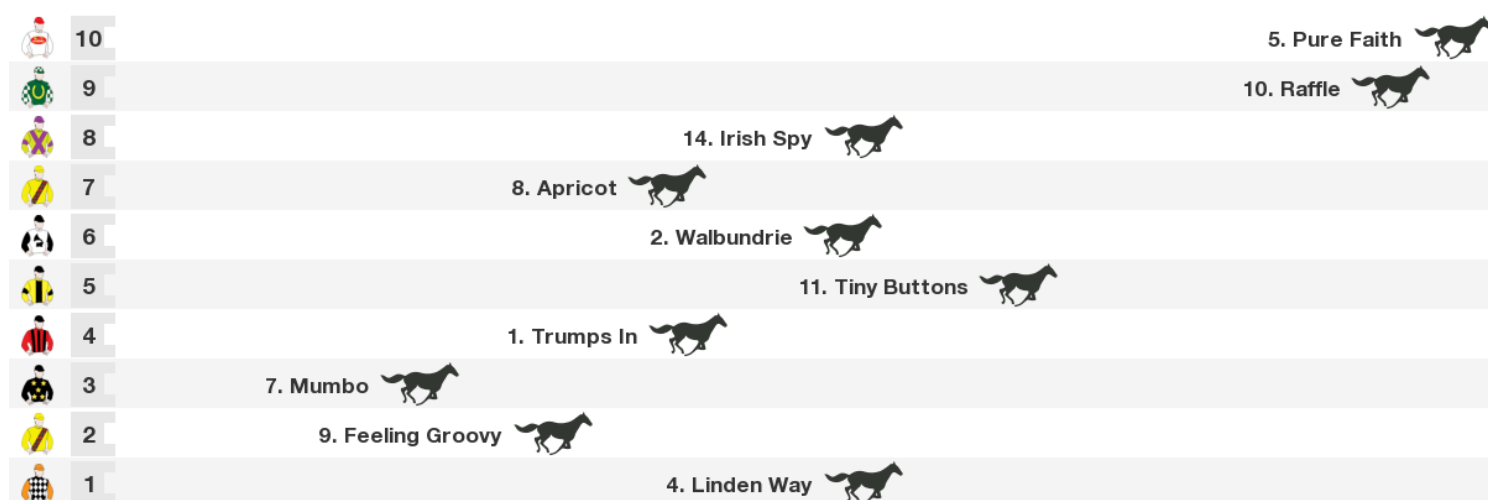 10 5. Pure Faith
9 10. Raffle
8 14. Irish Spy
7 8. Apricot
6 2. Walbundrie
5 11. Tiny Buttons
4 1. Trumps In
3 7. Mumbo
2 9. Feeling Groovy
1 4. Linden Way